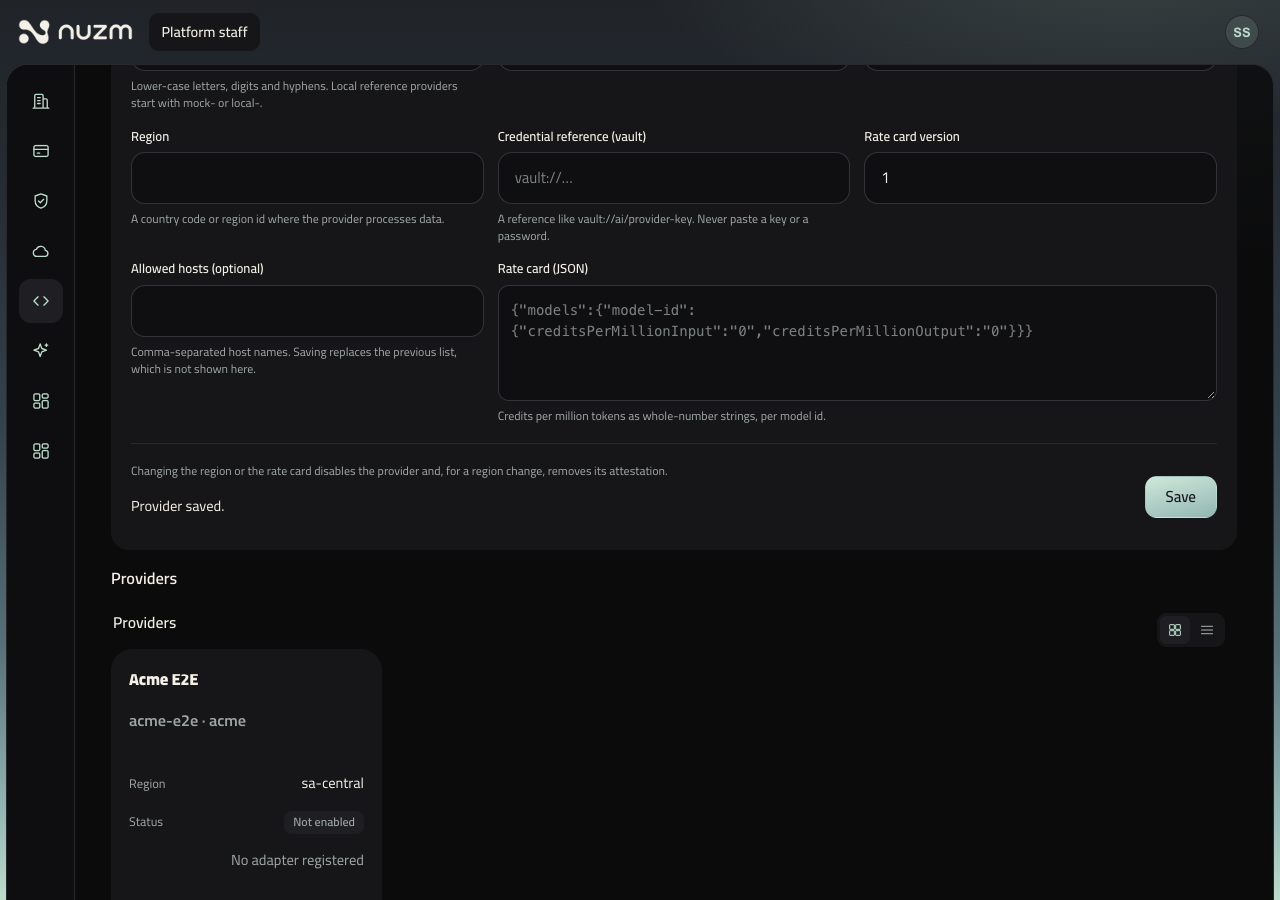 nuzm
Platform staff
SS
Lower-case letters, digits and hyphens. Local reference providers
start with mock- or local-.
Region
Credential reference (vault)
Rate card version
vault://...
1
A country code or region id where the provider processes data.
A reference like vault://ai/provider-key. Never paste a key or a
password.
Allowed hosts (optional)
Rate card (JSON)
{"models":{"model-id":
{"creditsPerMillionInput":"0","creditsPerMillionOutput":"0"}}}
Comma-separated host names. Saving replaces the previous list,
which is not shown here.
Credits per million tokens as whole-number strings, per model id.
Changing the region or the rate card disables the provider and, for a region change, removes its attestation.
Provider saved.
Save
Providers
Providers
Acme E2E
acme-e2e · acme
Region
sa-central
Status
Not enabled
No adapter registered